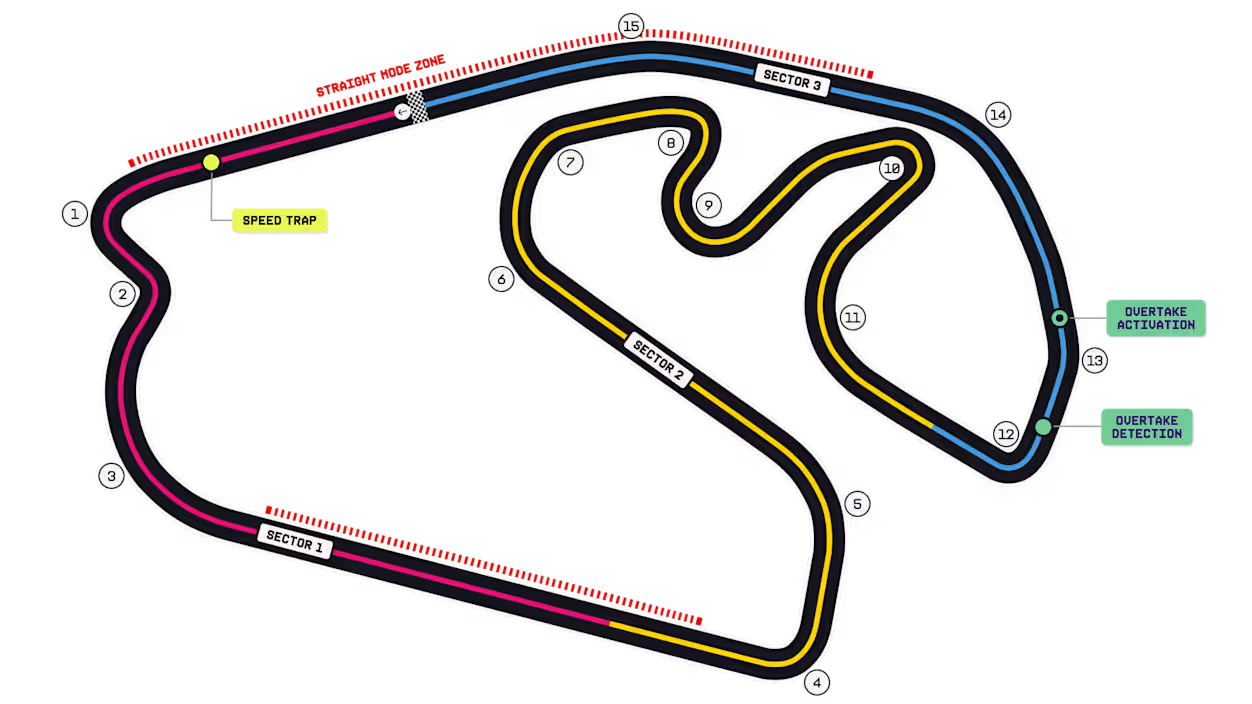 15
STRAIGHT MODE ZONE
SECTOR 3
14
8
7
10
SPEED TRAP
1
9
6
2
11
OVERTAKE
ACTIVATION
SECTOR 2
13
OVERTAKE
DETECTION
12
3
5
SECTOR 1
4